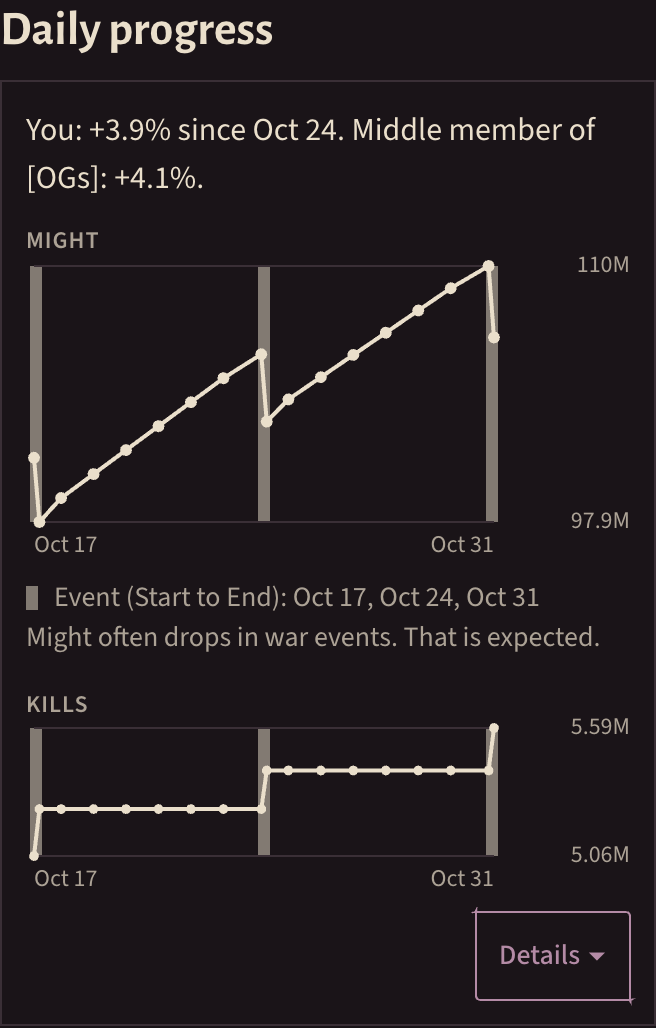 Daily progress
You: +3.9% since Oct 24. Middle member of
[OGs]: +4.1%.
MIGHT
110M
97.9M
Oct 17
Oct 31
Event (Start to End): Oct 17, Oct 24, Oct 31
Might often drops in war events. That is expected.
KILLS
5.59M
5.06M
Oct 17
Oct 31
Details